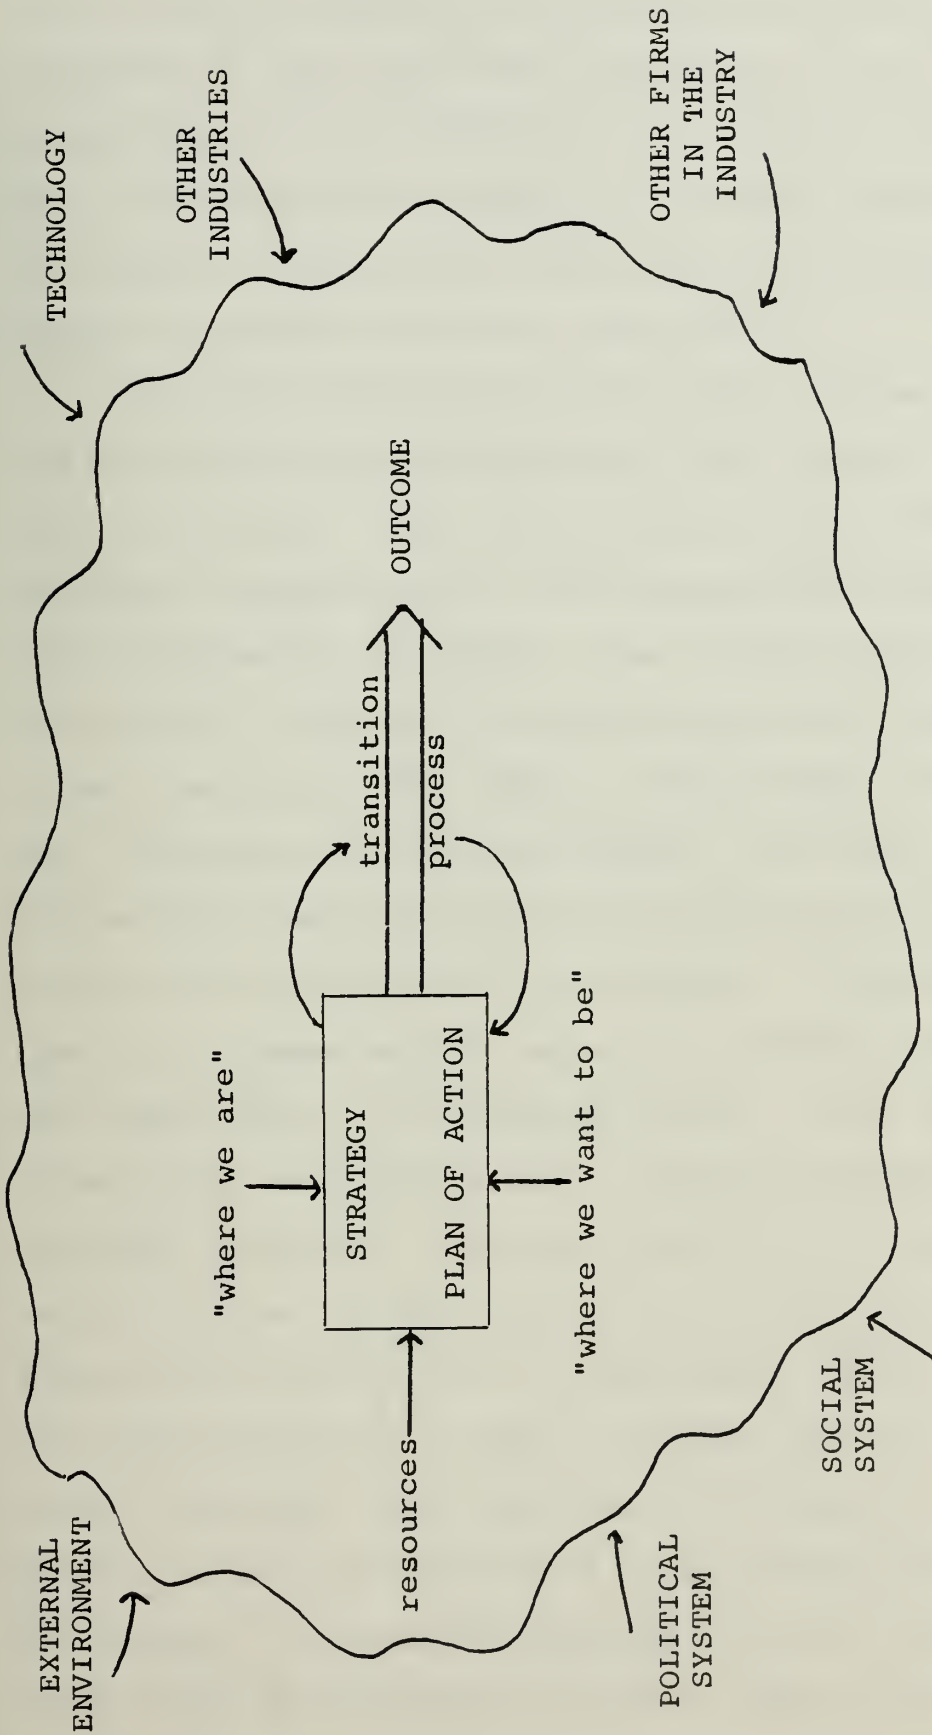 TECHNOLOGY
OTHER
INDUSTRIES
OTHER FIRMS
IN THE
INDUSTRY
EXTERNAL
ENVIRONMENT
"where we are"
STRATEGY
PLAN OF ACTION
resources
transition
process
OUTCOME
"where we want to be"
POLITICAL
SYSTEM
SOCIAL
SYSTEM